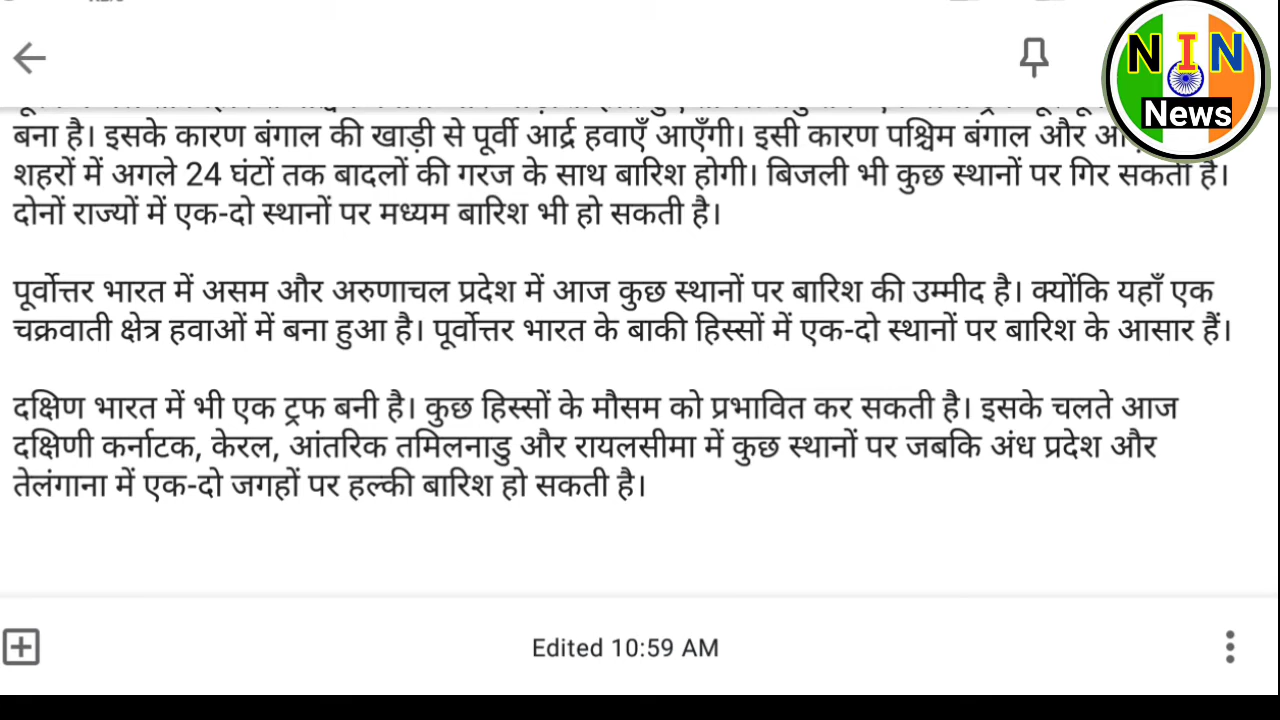 NIN
News
बना है। इसके कारण बंगाल की खाड़ी से पूर्वी आर्द्र हवाएँ आएँगी। इसी कारण पश्चिम बंगाल और
शहरों में अगले 24 घंटों तक बादलों की गरज के साथ बारिश होगी। बिजली भी कुछ स्थानों पर गिर सकती है।
दोनों राज्यों में एक-दो स्थानों पर मध्यम बारिश भी हो सकती है।
पूर्वोत्तर भारत में असम और अरुणाचल प्रदेश में आज कुछ स्थानों पर बारिश की उम्मीद है। क्योंकि यहाँ एक
चक्रवाती क्षेत्र हवाओं में बना हुआ है। पूर्वोत्तर भारत के बाकी हिस्सों में एक-दो स्थानों पर बारिश के आसार हैं।
दक्षिण भारत में भी एक ट्रफ बनी है। कुछ हिस्सों के मौसम को प्रभावित कर सकती है। इसके चलते आज
दक्षिणी कर्नाटक, केरल, आंतरिक तमिलनाडु और रायलसीमा में कुछ स्थानों पर जबकि अंध प्रदेश और
तेलंगाना में एक-दो जगहों पर हल्की बारिश हो सकती है।
Edited 10:59 AM